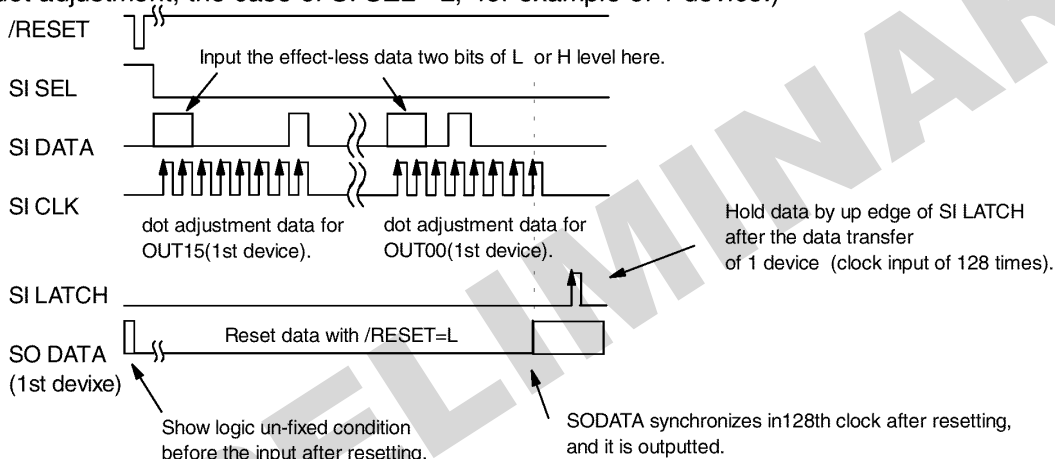 dot adjustment, the case of SI SEL="L," for example of 1 device.)
/RESET
Input the effect-less data two bits of L or H level here.
SI SEL
SI DATA
SI CLK
dot adjustment data for
OUT15(1st device).
dot adjustment data for
OUT00(1st device).
Hold data by up edge of SI LATCH
after the data transfer
of 1 device (clock input of 128 times).
SI LATCH
Reset data with /RESET=L
SO DATA
(1st devixe)
Show logic un-fixed condition
before the input after resetting.
SODATA synchronizes in128th clock after resetting,
and it is outputted.